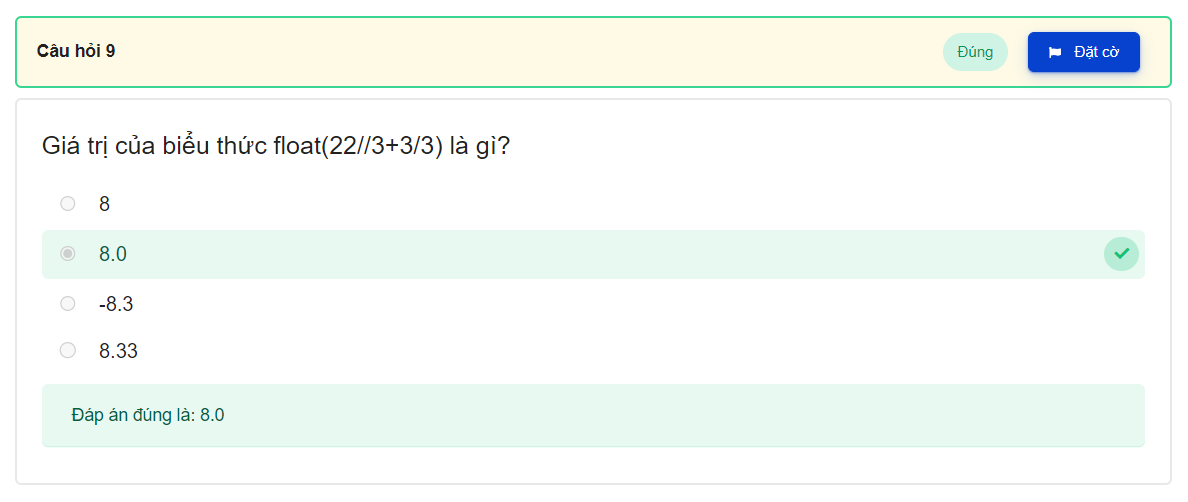 Câu hỏi 9
Đúng
Đặt cờ
Giá trị của biểu thức float(22//3+3/3) là gì?
8
8.0
-8.3
8.33
Đáp án đúng là: 8.0